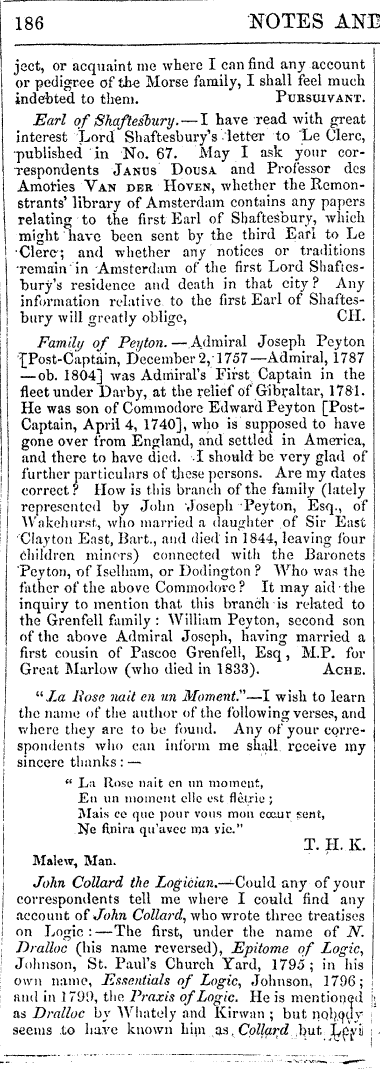 186 NOTES AND
ject, or acquaint me where I can find any account
or pedigree of the Morse family, I shall feel much
indebted to them. PURSUIVANT.
Earl of Shaftesbury.—I have read with great
interest Lord Shaftesbury's letter to Le Clerc,
published in No. 67. May I ask your cor-
respondents JANUS DOUSA and Professor des
Amories VAN DER HOVEN, whether the Remon-
strants' library of Amsterdam contains any papers
relating to the first Earl of Shaftesbury, which
might have been sent by the third Earl to Le
Clerc; and whether any notices or traditions
remain in Amsterdam of the first Lord Shaftes-
bury's residence and death in that city? Any
information relative to the first Earl of Shaftes-
bury will greatly oblige, CH.
Family of Peyton.—Admiral Joseph Peyton
[Post-Captain, December 2, 1757—Admiral, 1787
—ob. 1804] was Admiral's First Captain in the
fleet under Darby, at the relief of Gibraltar, 1781.
He was son of Commodore Edward Peyton [Post-
Captain, April 4, 1740], who is supposed to have
gone over from England, and settled in America,
and there to have died. I should be very glad of
further particulars of these persons. Are my dates
correct? How is this branch of the family (lately
represented by John Joseph Peyton, Esq., of
Wakehurst, who married a daughter of Sir East
Clayton East, Bart., and died in 1844, leaving four
children minors) connected with the Baronets
Peyton, of Iselham, or Dodington? Who was the
father of the above Commodore? It may aid the
inquiry to mention that this branch is related to
the Grenfell family: William Peyton, second son
of the above Admiral Joseph, having married a
first cousin of Pascoe Grenfell, Esq, M.P. for
Great Marlow (who died in 1833). ACHE.
"La Rose nait en un Moment."—I wish to learn
the name of the author of the following verses, and
where they are to be found. Any of your corre-
spondents who can inform me shall receive my
sincere thanks:—
"La Rose nait en un moment,
En un moment elle est flètrie;
Mais ce que pour vous mon cœur sent,
Ne finira qu'avec ma vie."
T. H. K.
Malew, Man.
John Collard the Logician.—Could any of your
correspondents tell me where I could find any
account of John Collard, who wrote three treatises
on Logic:—The first, under the name of N.
Dralloc (his name reversed), Epitome of Logic,
Johnson, St. Paul's Church Yard, 1795; in his
own name, Essentials of Logic, Johnson, 1796;
and in 1799, the Praxis of Logic. He is mentioned
as Dralloc by Whately and Kirwan; but nobody
seems to have known him as Collard but Levi